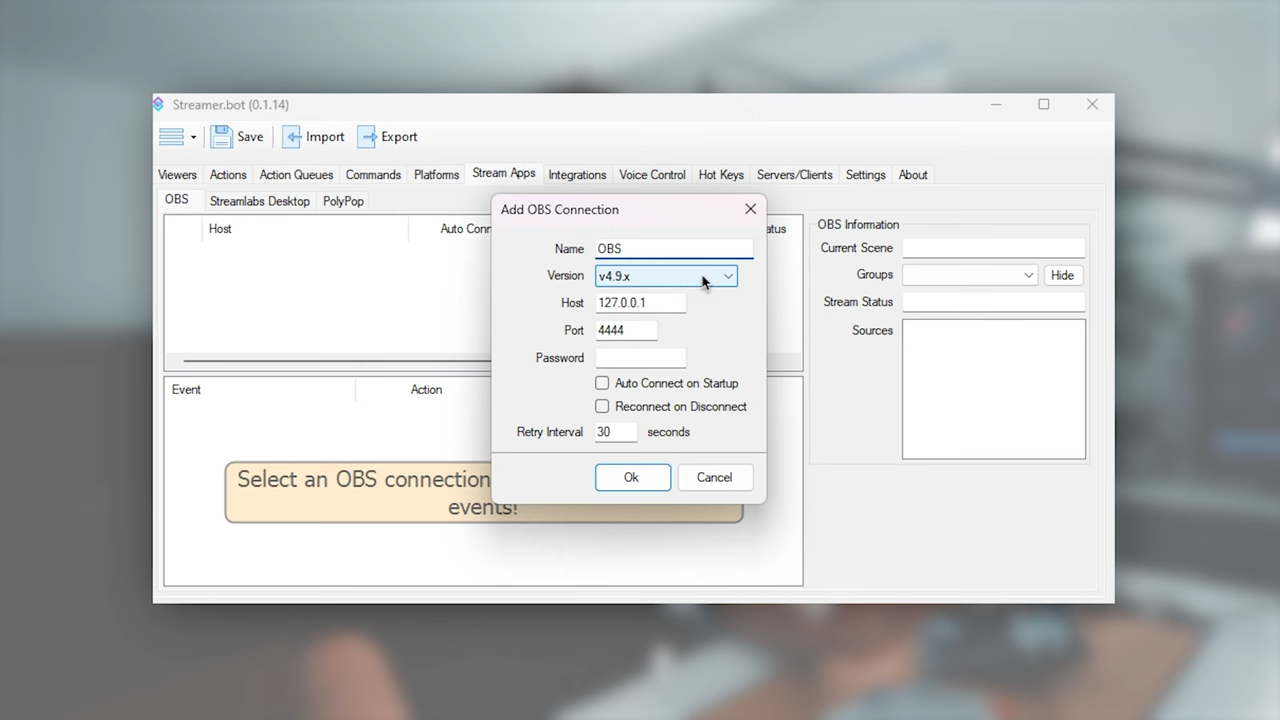 Streamer.bot (0.1.14)
Save Import Export
Viewers Actions Action Queues Commands Platforms Stream Apps Integrations Voice Control Hot Keys Servers/Clients Settings About
OBS Streamlabs Desktop PolyPop
Host Auto Conn atus
Event Action
Select an OBS connection
events!
Add OBS Connection
Name OBS
Version v4.9.x
Host 127.0.0.1
Port 4444
Password
Auto Connect on Startup
Reconnect on Disconnect
Retry Interval 30 seconds
Ok Cancel
OBS Information
Current Scene
Groups Hide
Stream Status
Sources